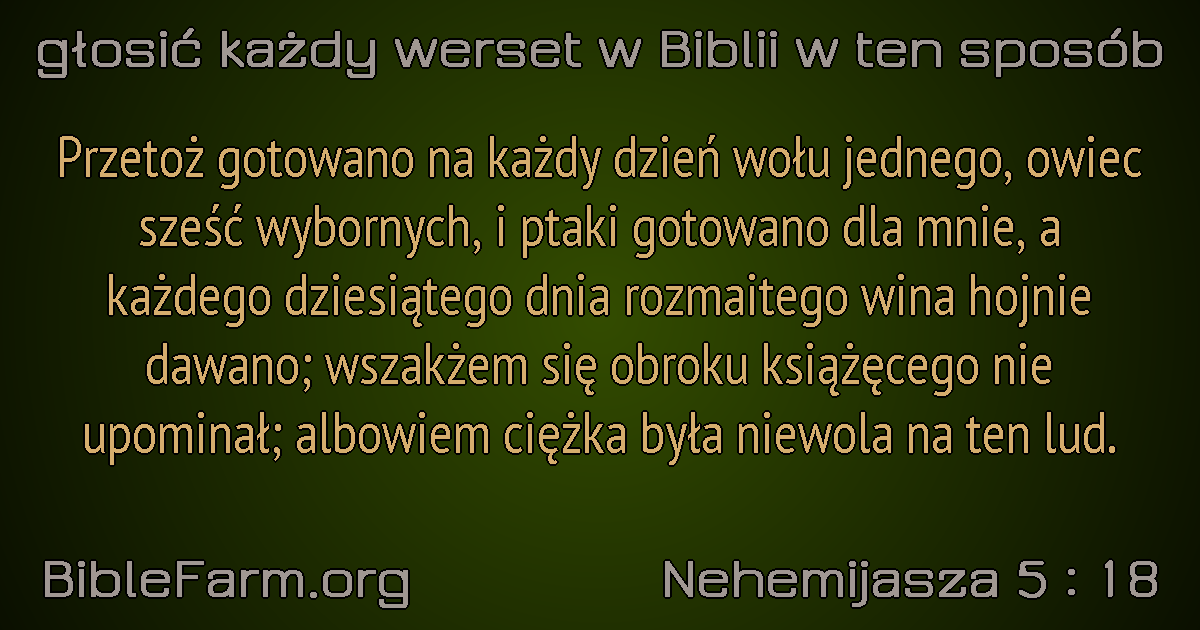 głosić każdy werset w Biblii w ten sposób
Przetoż gotowano na każdy dzień wołu jednego, owiec
sześć wybornych, i ptaki gotowano dla mnie, a
każdego dziesiątego dnia rozmaitego wina hojnie
dawano; wszakżem się obroku książęcego nie
upominał; albowiem ciężka była niewola na ten lud.
BibleFarm.org
Nehemijasza 5 : 18